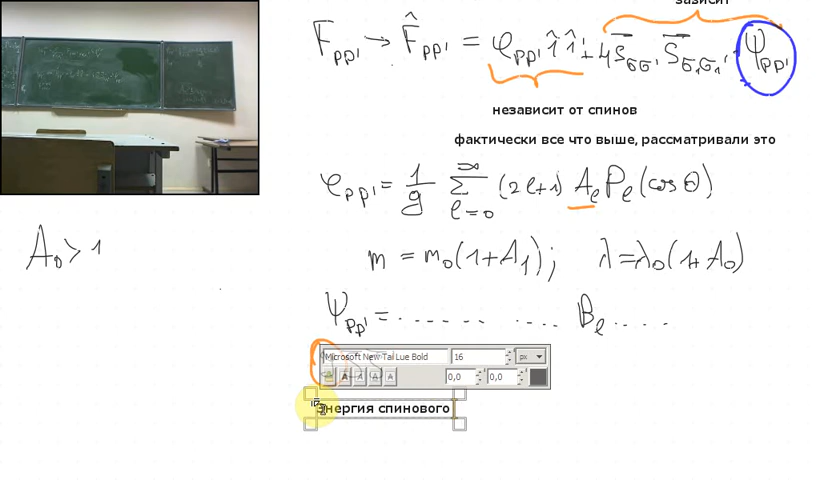 зависит
F_{pp'} → F̂_{pp'} = φ_{pp'} 1̂ 1̂ + 4 S⃗_{σσ'} S⃗_{σ₁σ₁'} ψ_{pp'}
независит от спинов
фактически все что выше, рассматривали это
φ_{pp'} = 1/g ∑_{ℓ=0}^{∞} (2ℓ+1) A_ℓ P_ℓ (cos θ)
A₀ > 1
m = m₀(1+A₁); λ = λ₀(1+A₀)
ψ_{pp'} = . . . . . . . . . . B_ℓ . . . . .
Microsoft New Tai Lue Bold 16 px
A A A A 0,0 0,0
энергия спинового